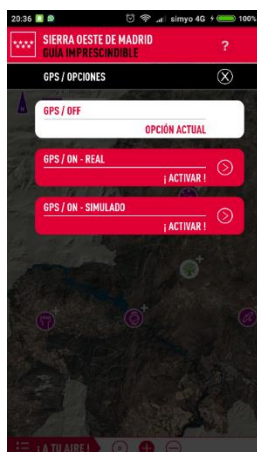 20:36 simyo 4G 100%
SIERRA OESTE DE MADRID
GUÍA IMPRESCINDIBLE
?
GPS / OPCIONES
GPS / OFF
OPCIÓN ACTUAL
GPS / ON - REAL
¡ ACTIVAR !
GPS / ON - SIMULADO
¡ ACTIVAR !
¡ A TU AIRE !